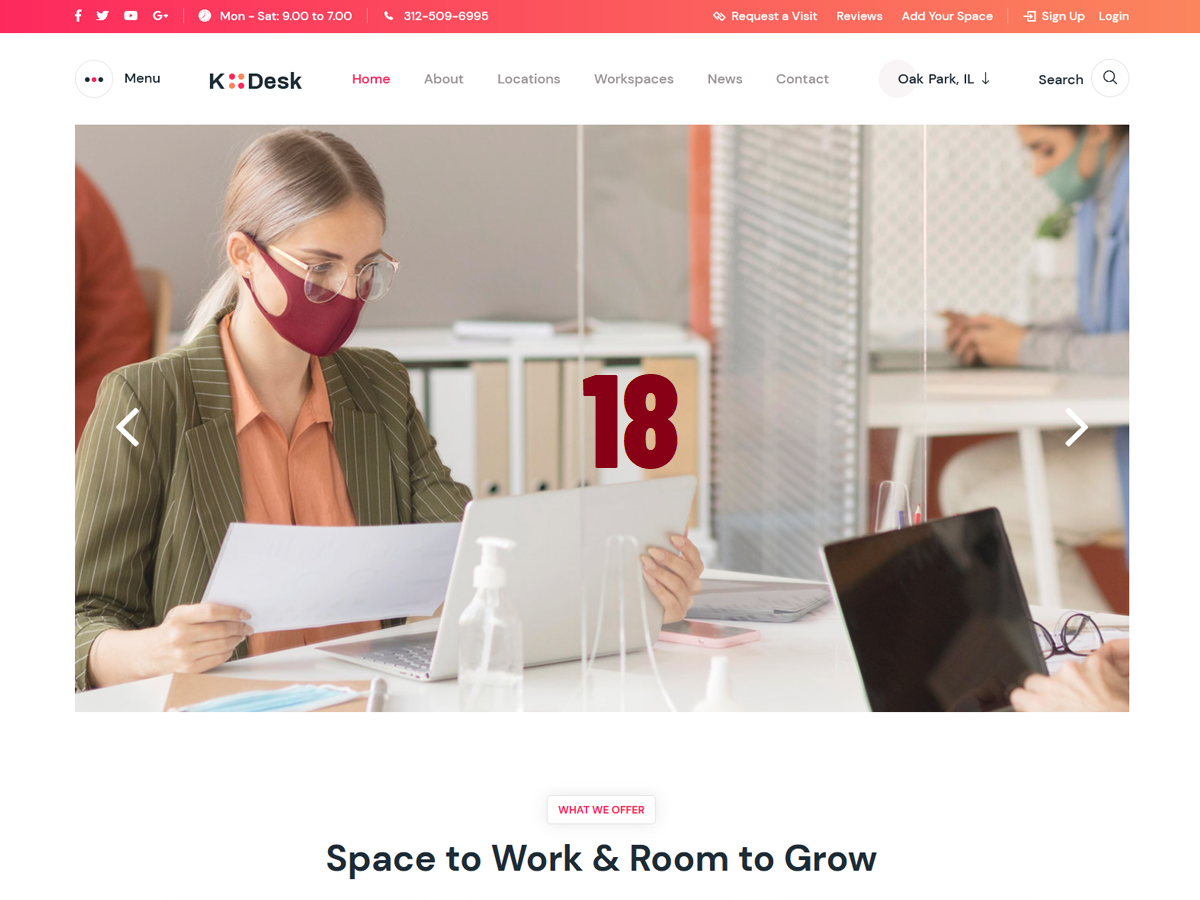 Mon - Sat: 9.00 to 7.00
312-509-6995
Request a Visit
Reviews
Add Your Space
Sign Up
Login
Menu
K Desk
Home
About
Locations
Workspaces
News
Contact
Oak Park, IL
Search
18
WHAT WE OFFER
Space to Work & Room to Grow